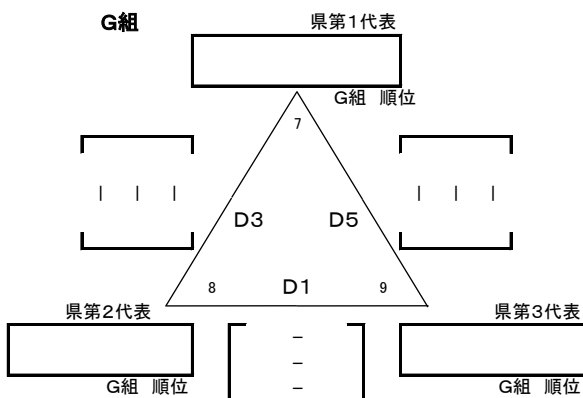 G組
県第1代表
G組 順位
7
| | |
| | |
D3
D5
8
D1
9
県第2代表
県第3代表
–
–
–
G組 順位
G組 順位